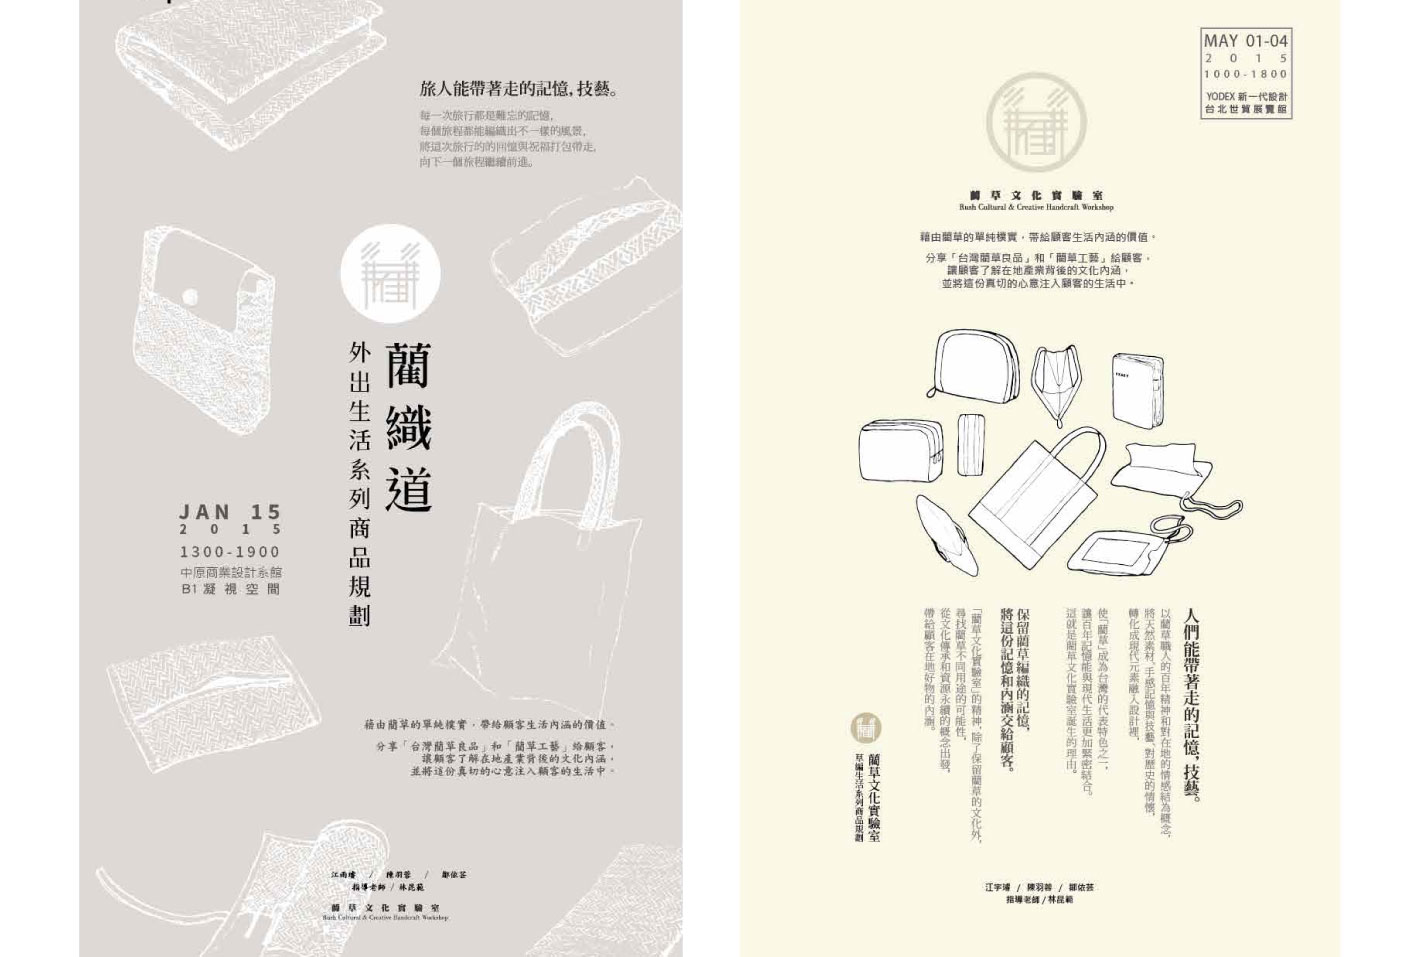 旅人能帶著走的記憶，技藝。
每一次旅行都是難忘的記憶，
每個旅程都能編織出不一樣的風景，
將這次旅行的的回憶與祝福打包帶走，
向下一個旅程繼續前進。
藺織道
外出生活系列商品規劃
JAN 15
2 0 1 5
1300-1900
中原商業設計系館
B1 凝視空間
藉由藺草的單純樸實，帶給顧客生活內涵的價值。
分享「台灣藺草良品」和「藺草工藝」給顧客，
讓顧客了解在地產業背後的文化內涵，
並將這份真切的心意注入顧客的生活中。
江雨璿 / 陳羽蓉 / 鄒依芸
指導老師 / 林昆範
藺草文化實驗室
Rush Cultural & Creative Handcraft Workshop
MAY 01-04
2 0 1 5
1000-1800
YODEX 新一代設計
台北世貿展覽館
藺草文化實驗室
Rush Cultural & Creative Handcraft Workshop
藉由藺草的單純樸實，帶給顧客生活內涵的價值。
分享「台灣藺草良品」和「藺草工藝」給顧客，
讓顧客了解在地產業背後的文化內涵，
並將這份真切的心意注入顧客的生活中。
人們能帶著走的記憶，技藝。
以藺草職人的百年精神和對在地的情感結為概念，
將天然素材、手感記憶與技藝、對歷史的情懷，
轉化成現代元素融入設計裡，
使「藺草」成為台灣的代表特色之一，
讓百年記憶能與現代生活更加緊密結合。
這就是藺草文化實驗室誕生的理由。
保留藺草編織的記憶，
將這份記憶和內涵交給顧客。
「藺草文化實驗室」的精神，除了保留藺草的文化外，
尋找藺草不同用途的可能性，
從文化傳承和資源永續的概念出發，
帶給顧客在地好物的內涵。
藺草文化實驗室
草編生活系列商品規劃
江宇璿 / 陳羽蓉 / 鄒依芸
指導老師 / 林昆範